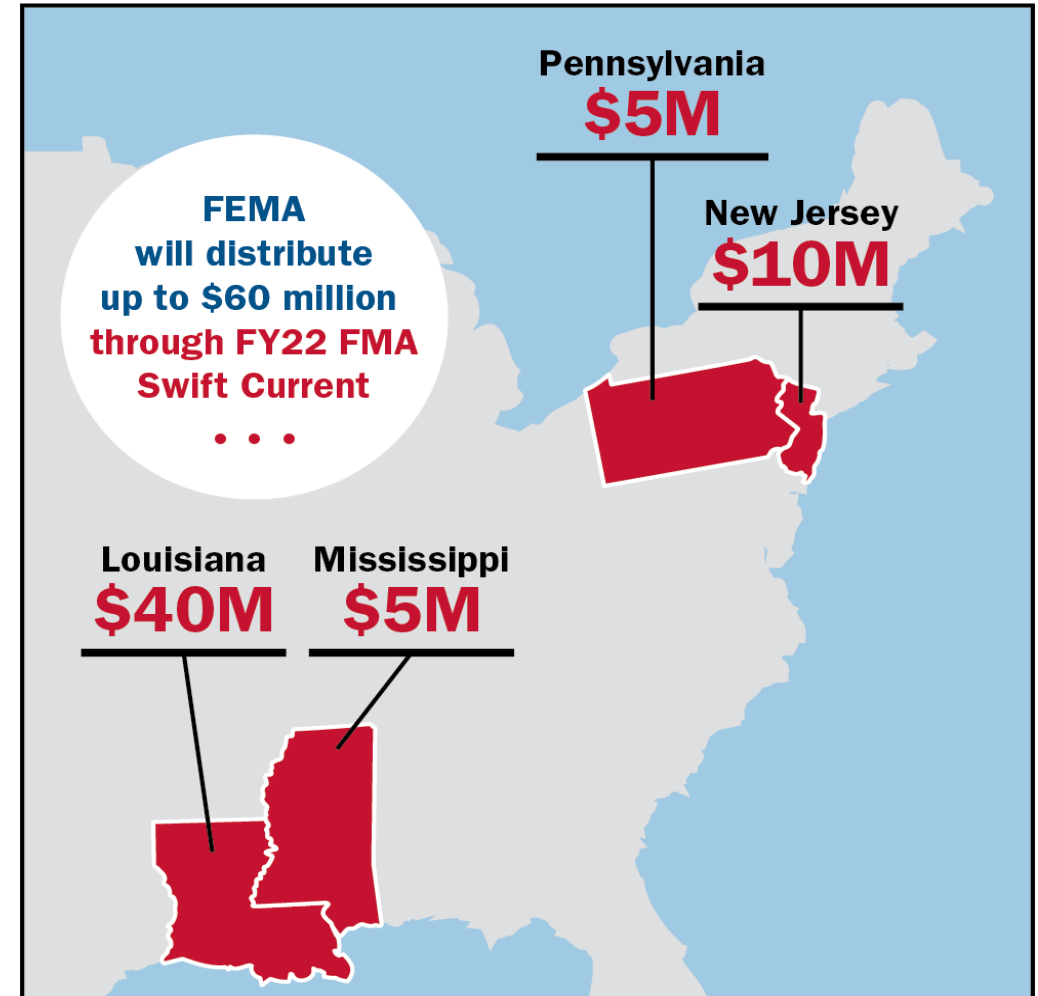 Pennsylvania
$5M
New Jersey
$10M
FEMA
will distribute
up to $60 million
through FY22 FMA
Swift Current
• • •
Louisiana
$40M
Mississippi
$5M